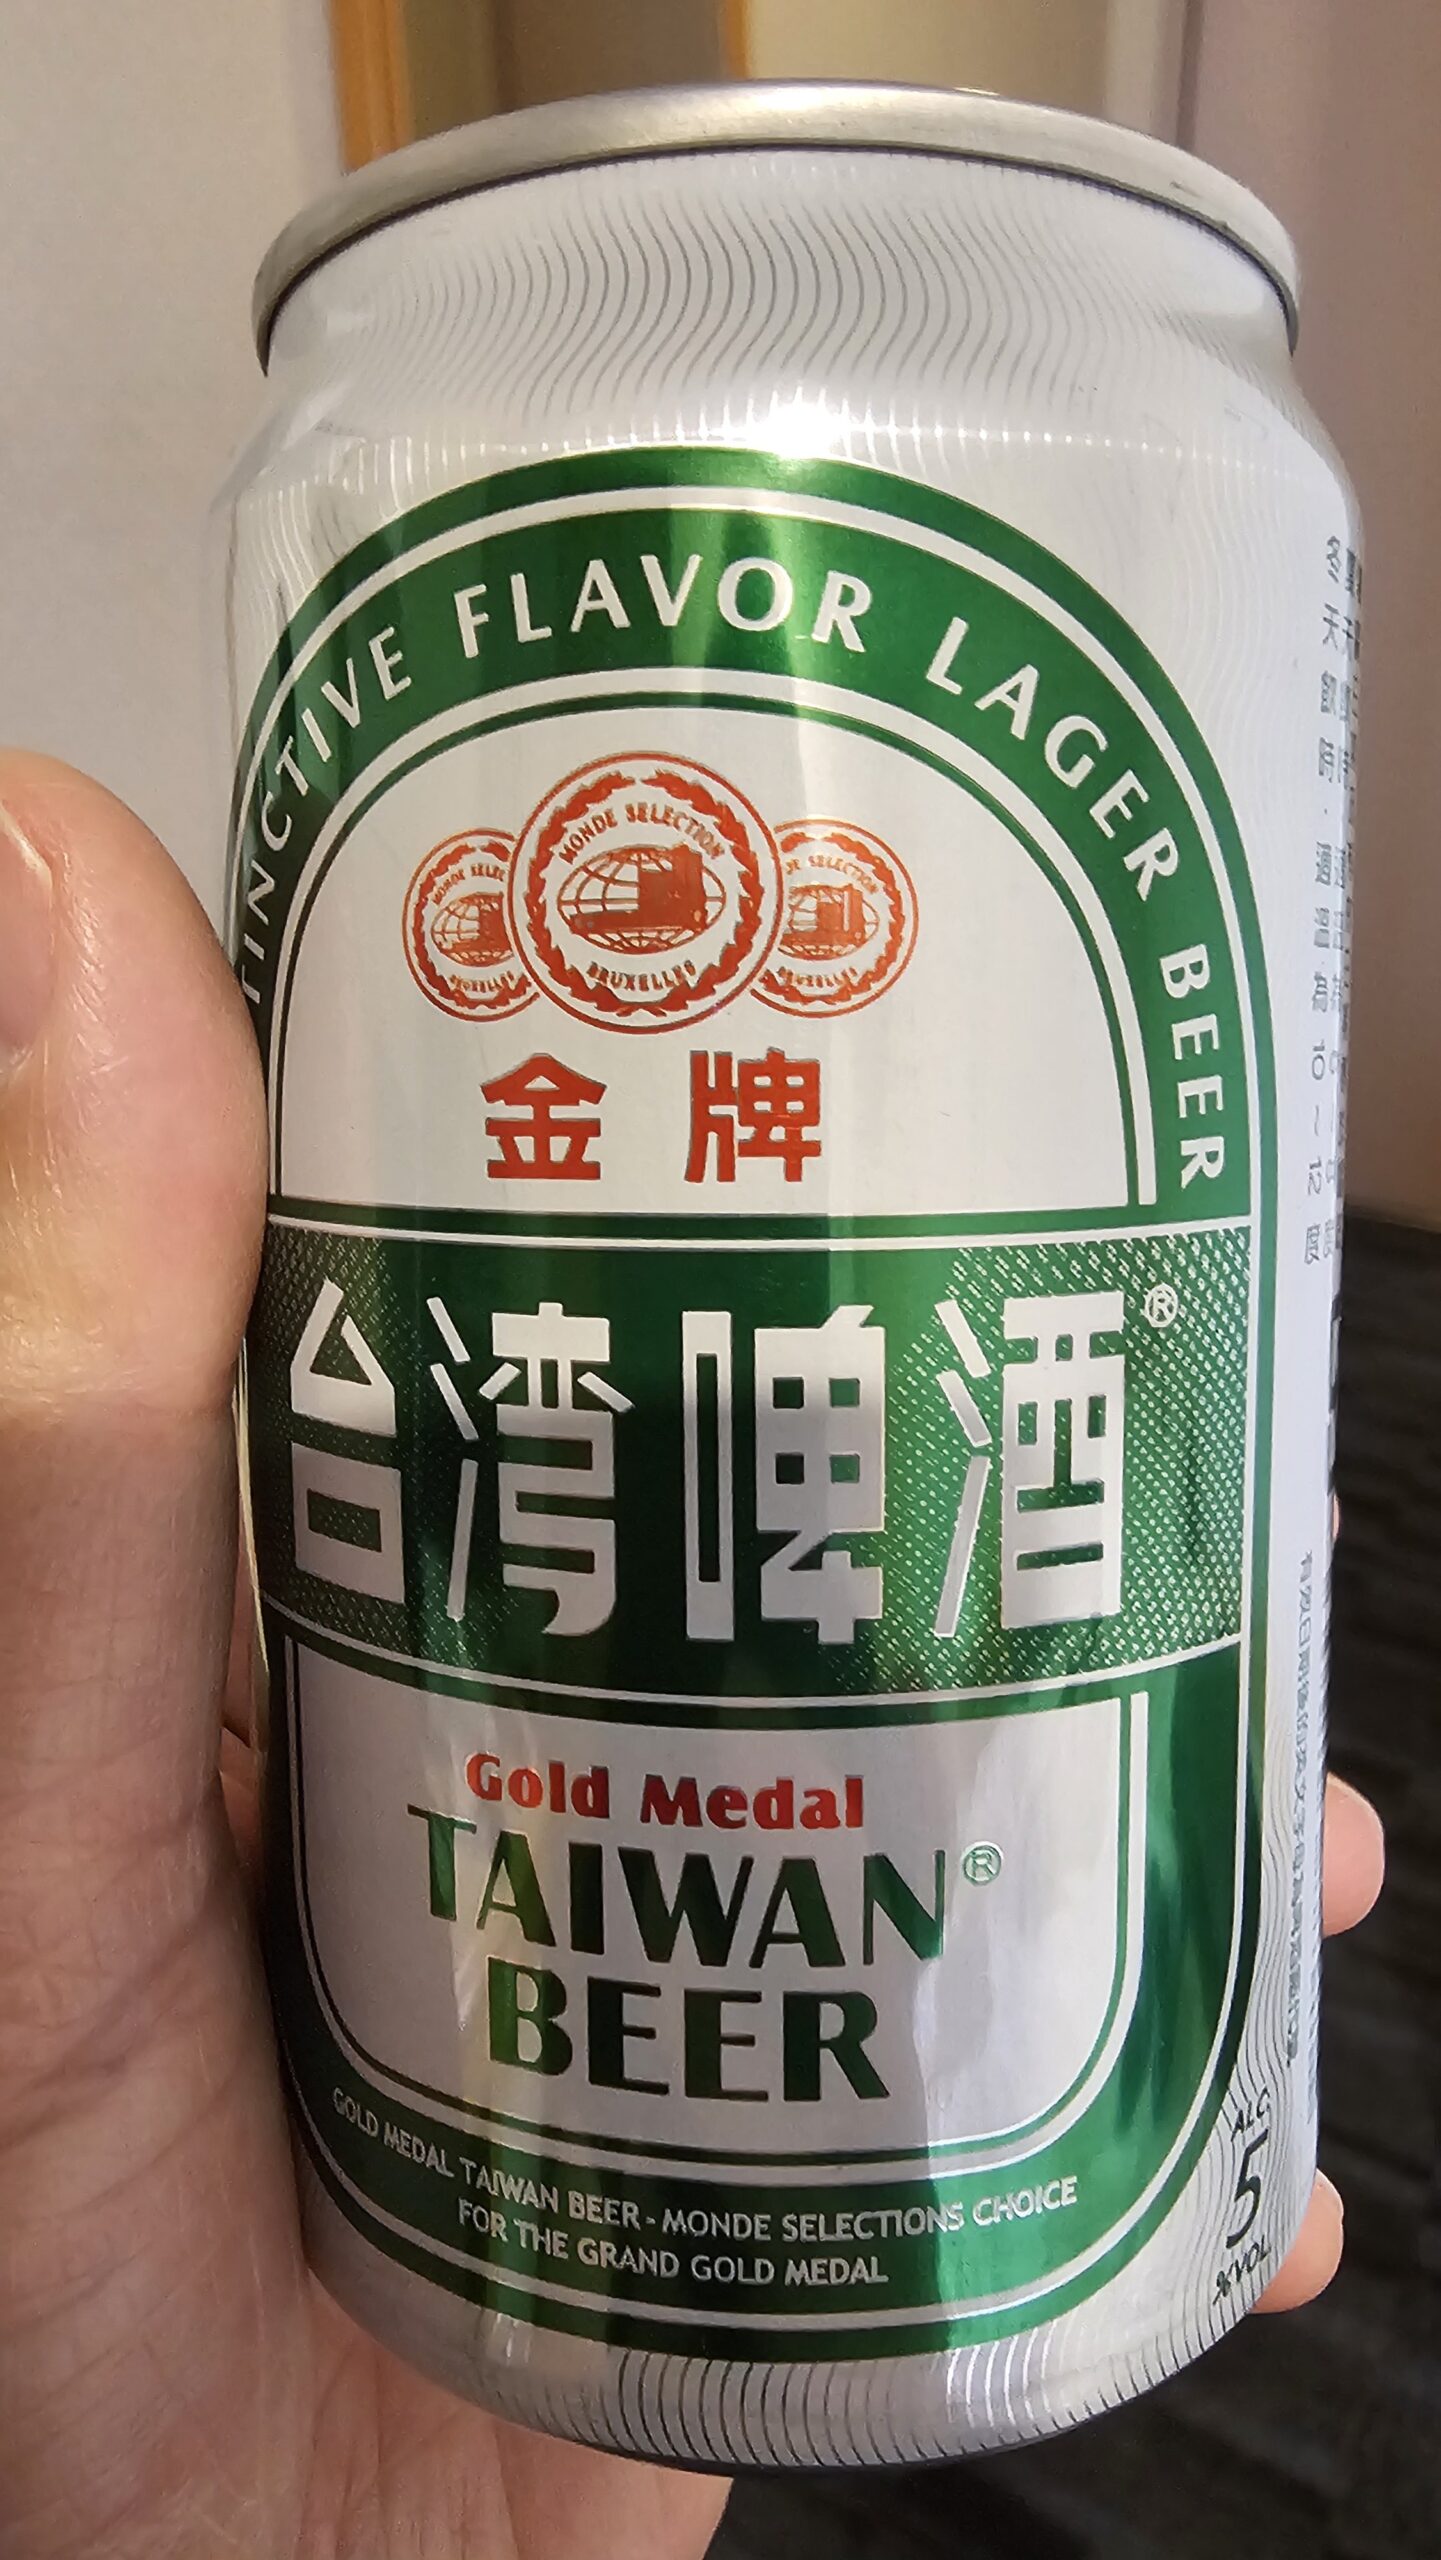 TINCTIVE FLAVOR LAGER BEER
MONDE SELECTION
BRUXELLES
金牌
台湾啤酒®
Gold Medal
TAIWAN®
BEER
GOLD MEDAL TAIWAN BEER - MONDE SELECTIONS CHOICE
FOR THE GRAND GOLD MEDAL
ALC.
5
%VOL